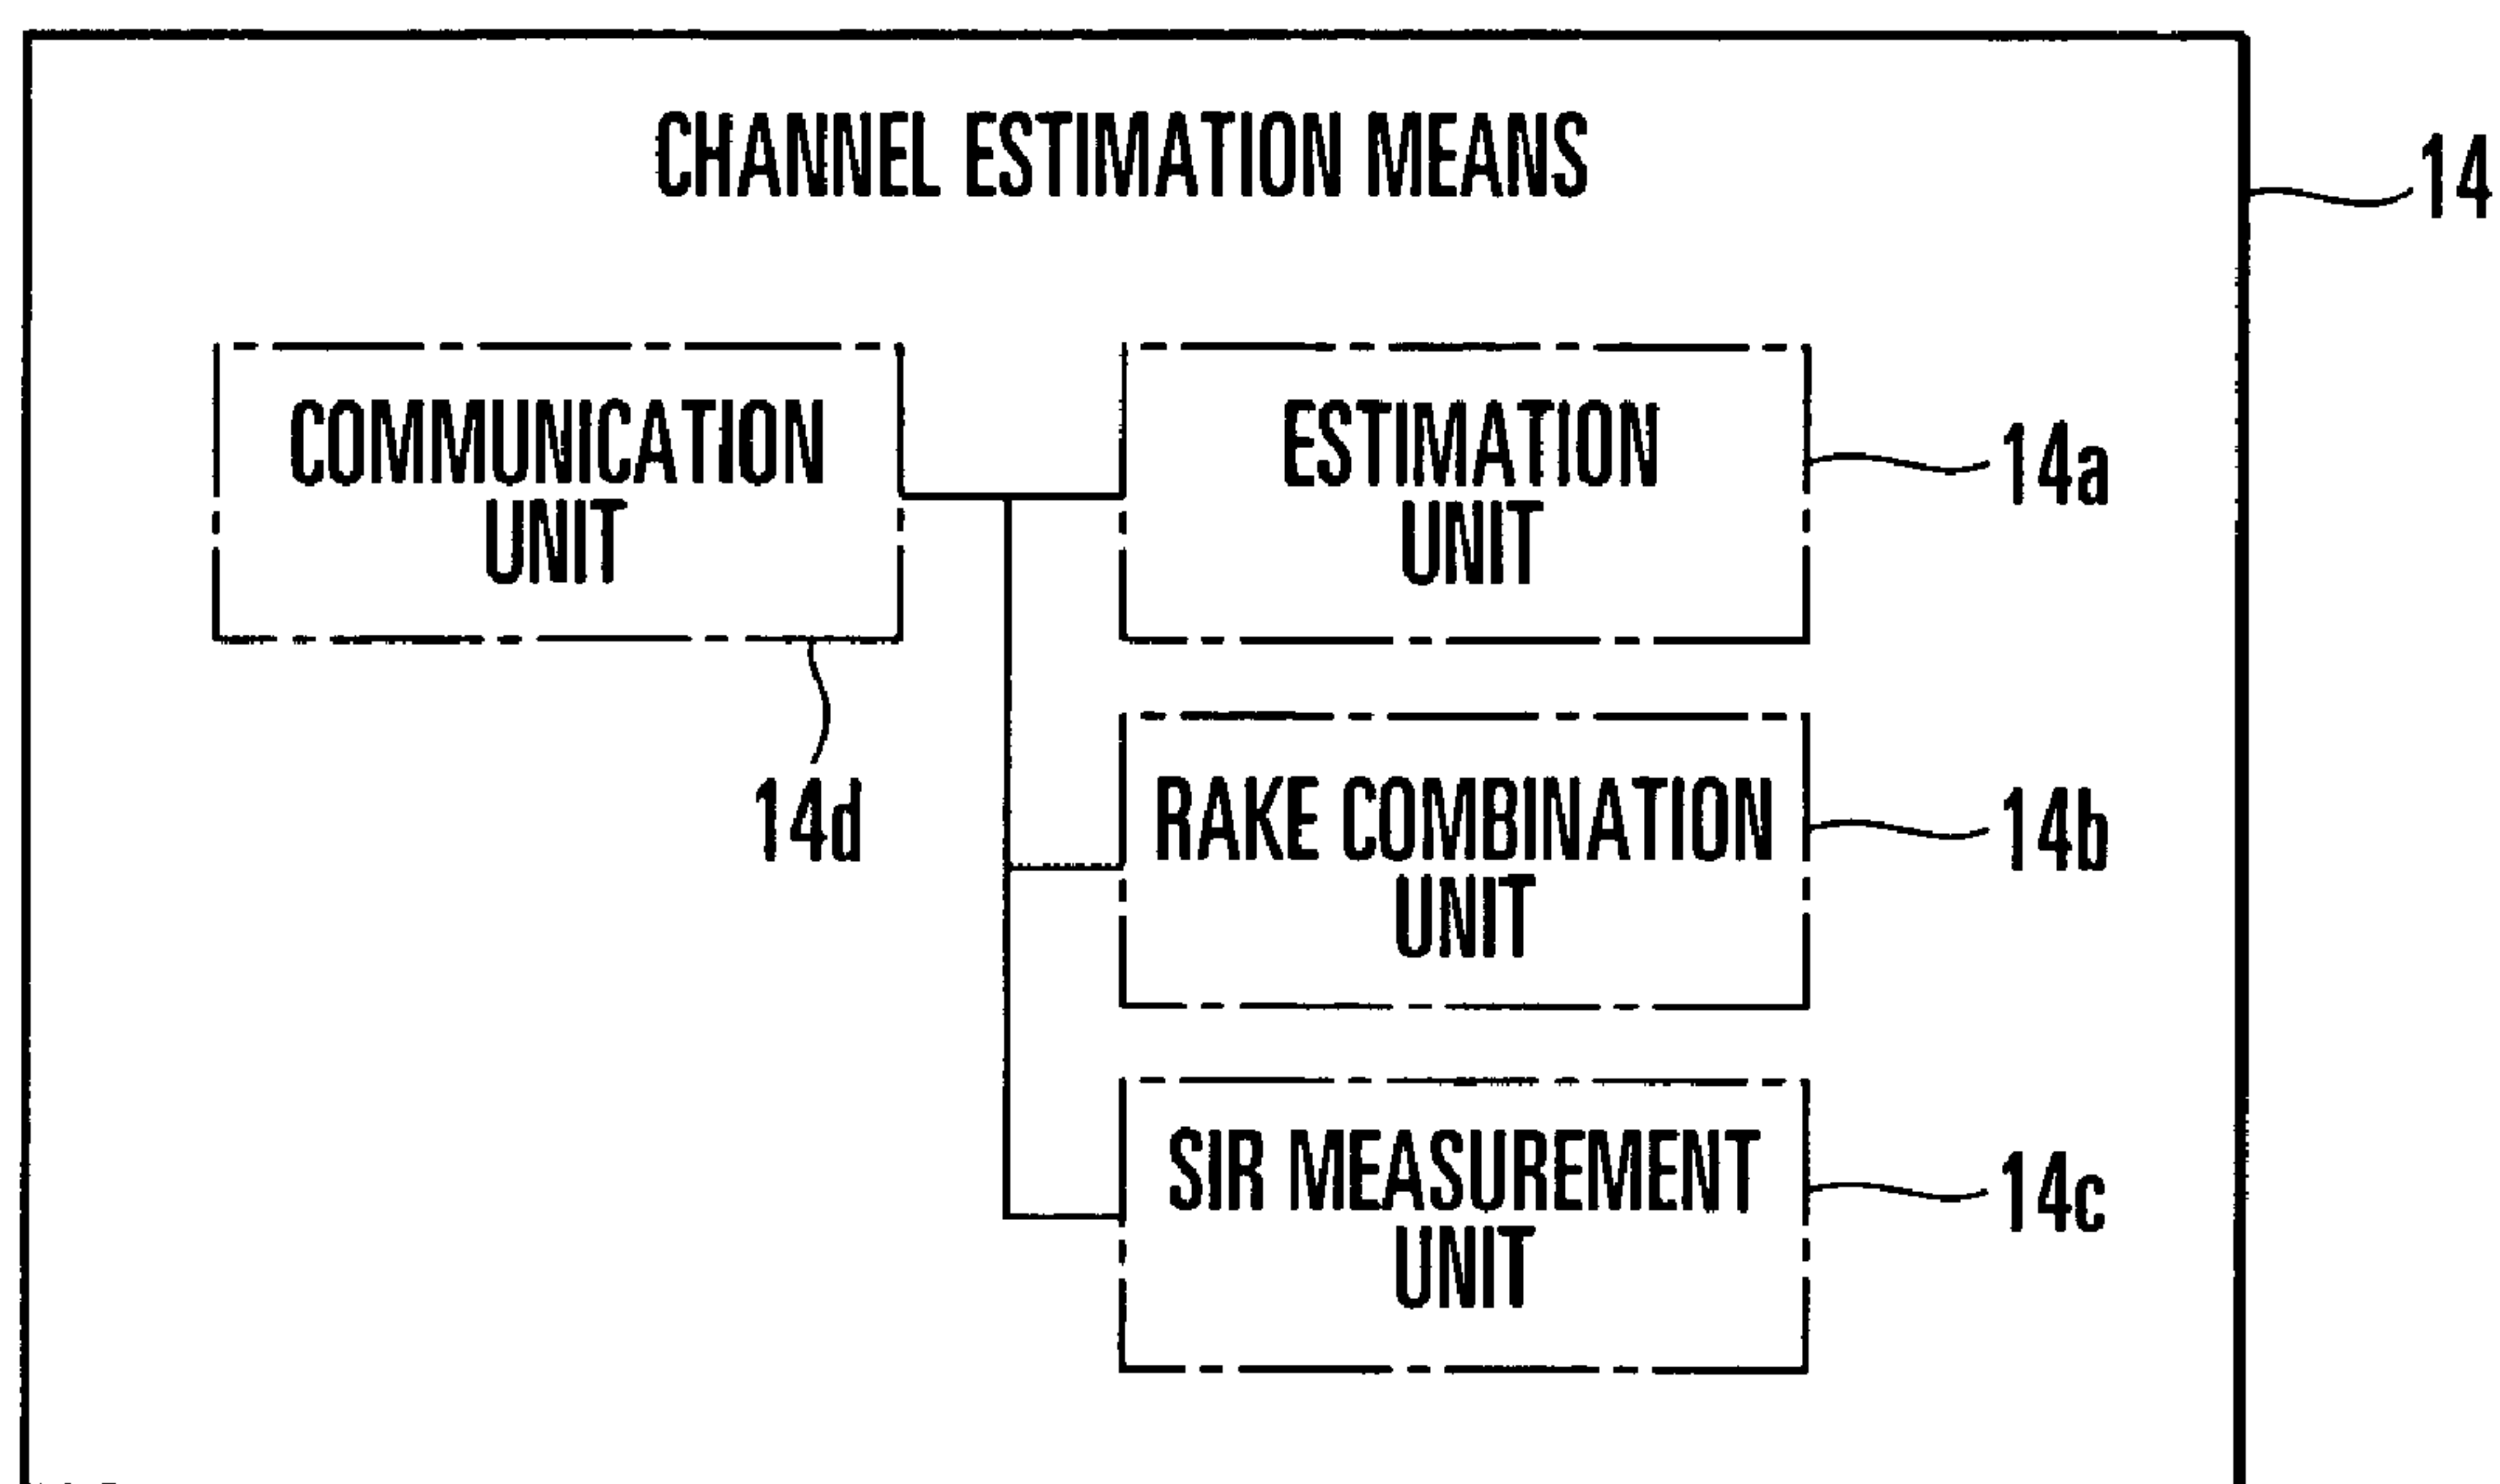 CHANNEL ESTIMATION MEANS
14
COMMUNICATION
UNIT
14d
ESTIMATION
UNIT
14a
RAKE COMBINATION
UNIT
14b
SIR MEASUREMENT
UNIT
14c